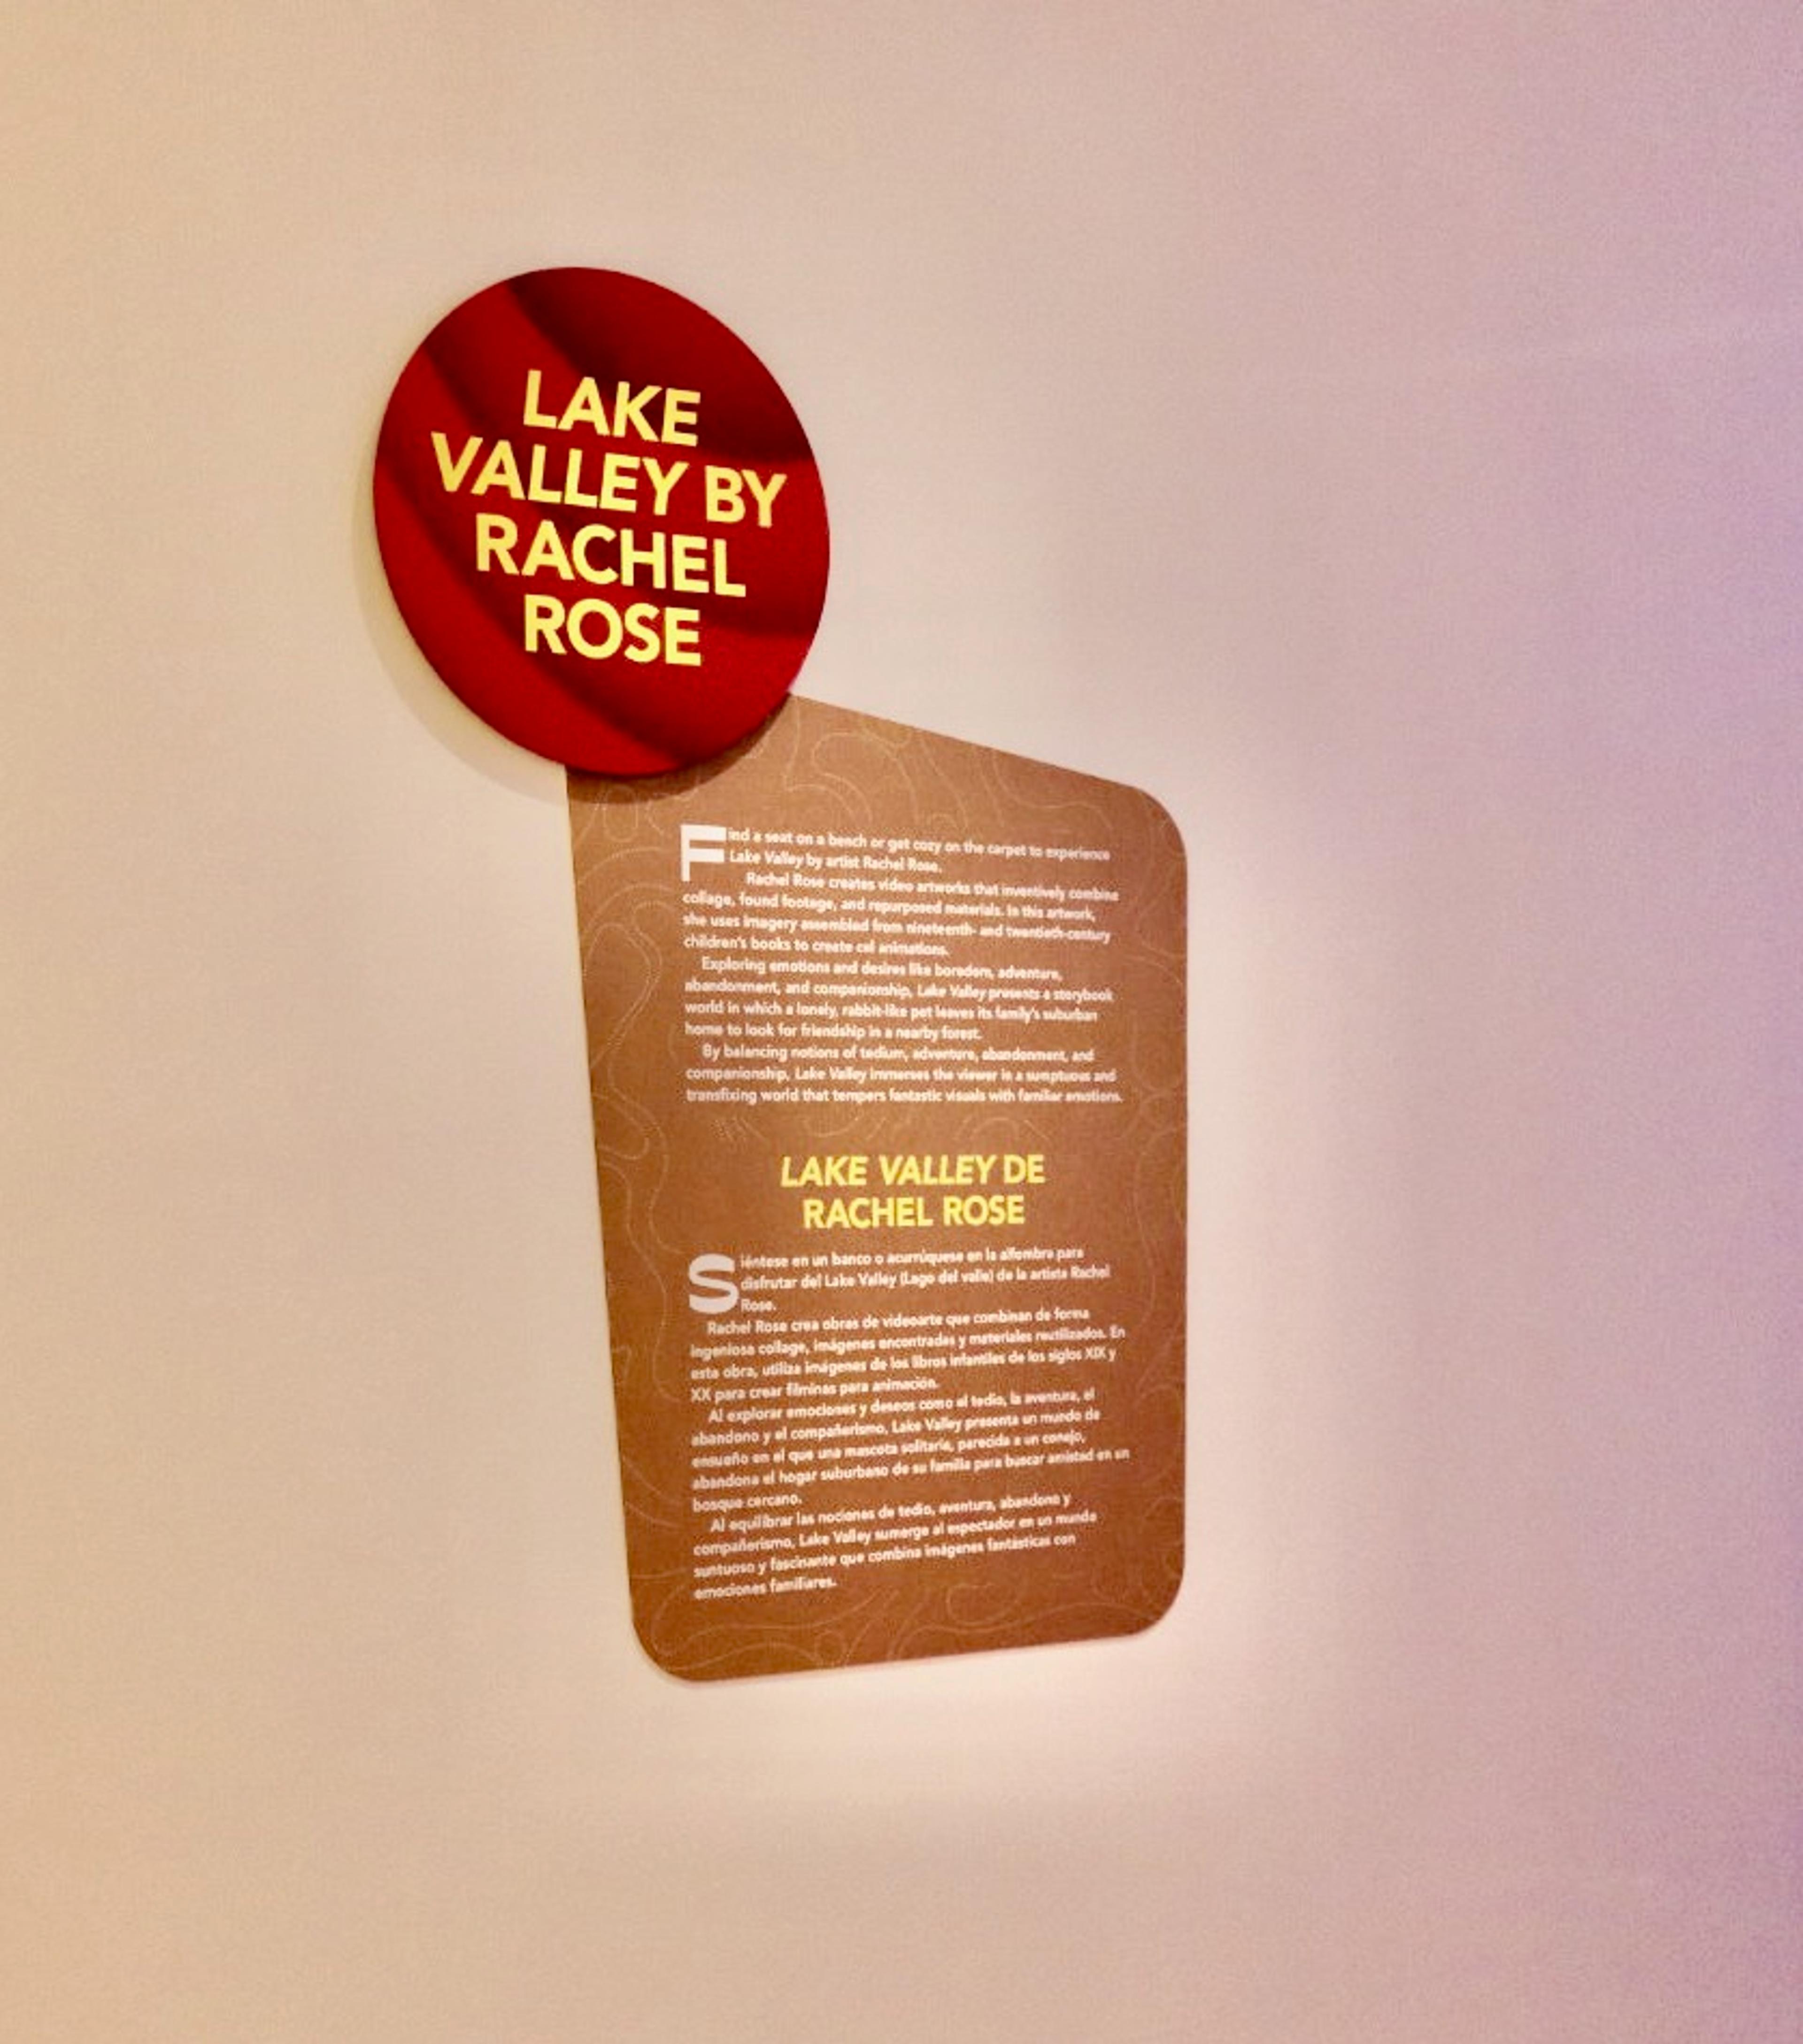 LAKE
VALLEY BY
RACHEL
ROSE
Find a seat on a bench or get cozy on the carpet to experience
Lake Valley by artist Rachel Rose.
Rachel Rose creates video artworks that inventively combine
collage, found footage, and repurposed materials. In this artwork,
she uses imagery assembled from nineteenth- and twentieth-century
children's books to create cel animations.
Exploring emotions and desires like boredom, adventure,
abandonment, and companionship, Lake Valley presents a storybook
world in which a lonely, rabbit-like pet leaves its family's suburban
home to look for friendship in a nearby forest.
By balancing notions of tedium, adventure, abandonment, and
companionship, Lake Valley immerses the viewer in a sumptuous and
transfixing world that tempers fantastic visuals with familiar emotions.
LAKE VALLEY DE
RACHEL ROSE
Siéntese en un banco o acurrúquese en la alfombra para
disfrutar del Lake Valley (Lago del valle) de la artista Rachel
Rose.
Rachel Rose crea obras de videoarte que combinan de forma
ingeniosa collage, imágenes encontradas y materiales reutilizados. En
esta obra, utiliza imágenes de los libros infantiles de los siglos XIX y
XX para crear filminas para animación.
Al explorar emociones y deseos como el tedio, la aventura, el
abandono y el compañerismo, Lake Valley presenta un mundo de
ensueño en el que una mascota solitaria, parecida a un conejo,
abandona el hogar suburbano de su familia para buscar amistad en un
bosque cercano.
Al equilibrar las nociones de tedio, aventura, abandono y
compañerismo, Lake Valley sumerge al espectador en un mundo
suntuoso y fascinante que combina imágenes fantásticas con
emociones familiares.